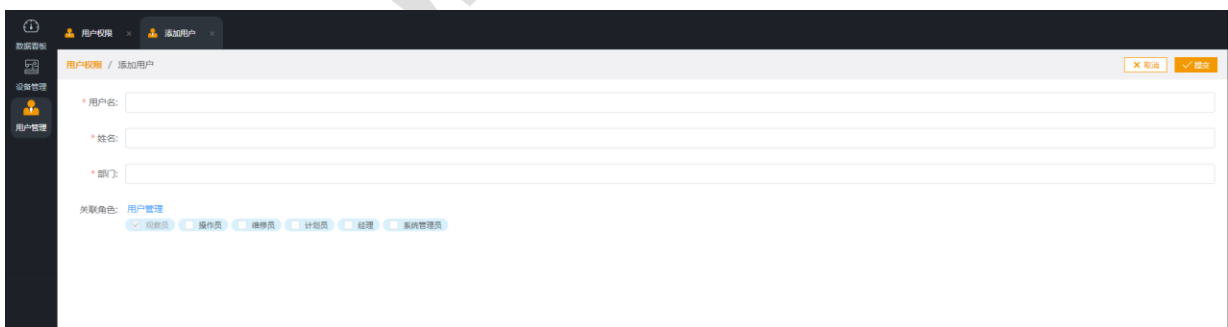 用户权限 × 添加用户 ×
数据看板
用户权限 / 添加用户
× 取消 ✓ 提交
设备管理
* 用户名:
用户管理
* 姓名:
* 部门:
关联角色: 用户管理
观察员 操作员 维修员 计划员 经理 系统管理员